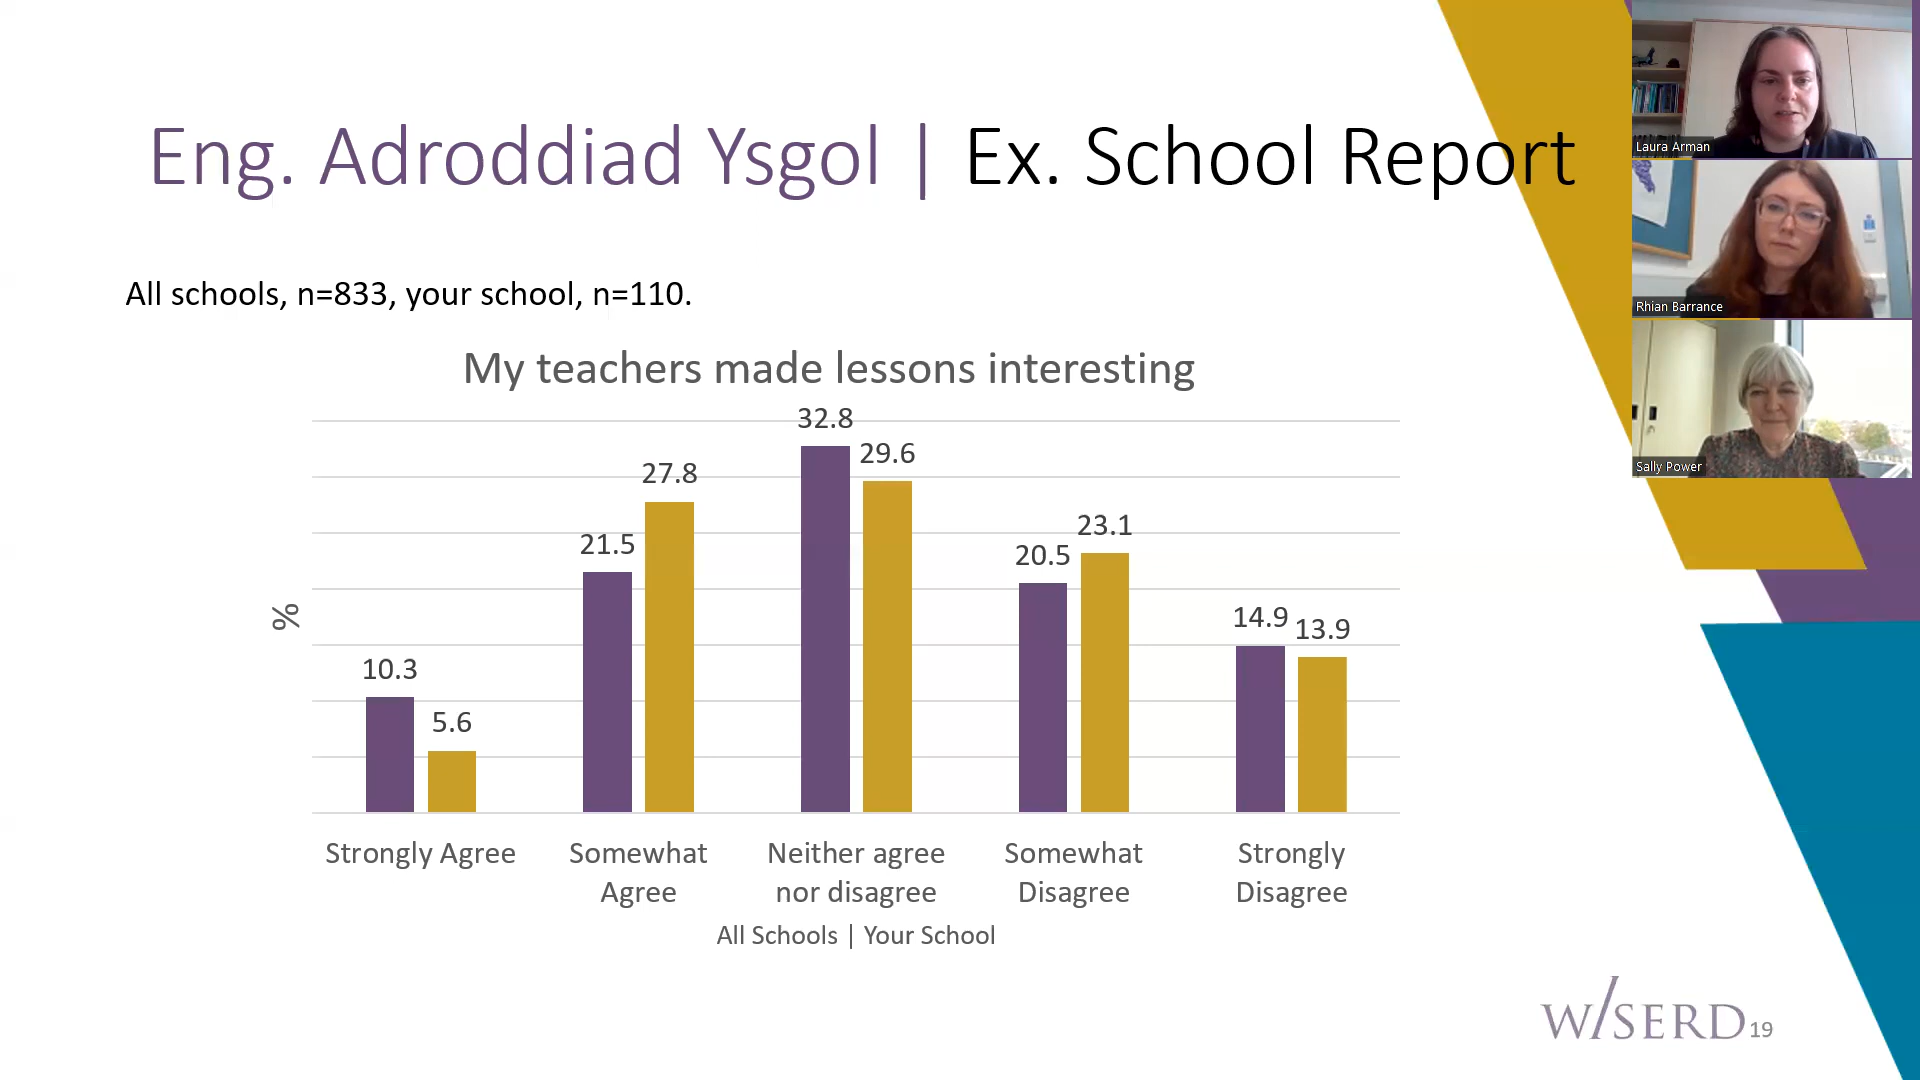 Eng. Adroddiad Ysgol | Ex. School Report
All schools, n=833, your school, n=110.
My teachers made lessons interesting
32.8
29.6
27.8
23.1
21.5
20.5
14.9
13.9
10.3
5.6
%
Strongly Agree
Somewhat Agree
Neither agree nor disagree
Somewhat Disagree
Strongly Disagree
All Schools | Your School
Laura Arman
Rhian Barrance
Sally Power
W/SERD 19